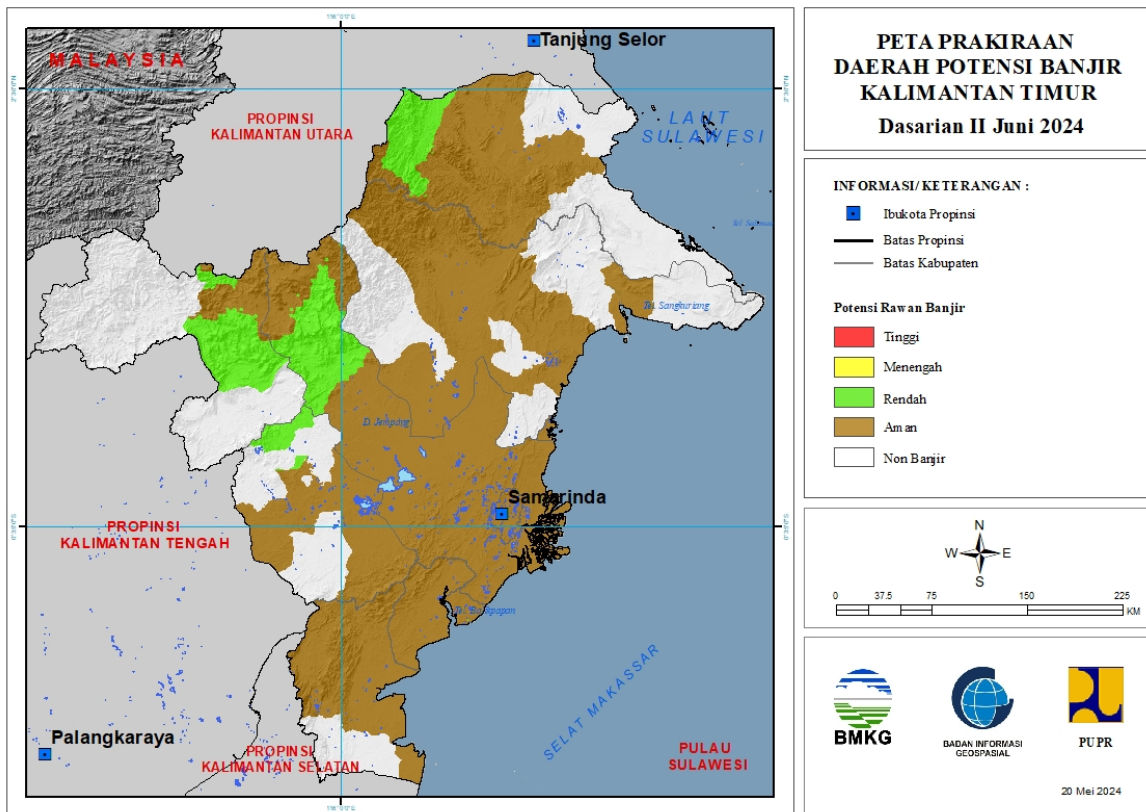 Tanjung Selor
MALAYSIA
PROPINSI
KALIMANTAN UTARA
LAUT
SULAWESI
Tel. Sangkuriang
D. Jempang
Samarinda
PROPINSI
KALIMANTAN TENGAH
Tel. Balikpapan
SELAT MAKASSAR
Palangkaraya
PROPINSI
KALIMANTAN SELATAN
PULAU
SULAWESI
PETA PRAKIRAAN
DAERAH POTENSI BANJIR
KALIMANTAN TIMUR
Dasarian II Juni 2024
INFORMASI/ KETERANGAN :
Ibukota Propinsi
Batas Propinsi
Batas Kabupaten
Potensi Rawan Banjir
Tinggi
Menengah
Rendah
Aman
Non Banjir
N
W E
S
0 37.5 75 150 225
KM
BMKG
BADAN INFORMASI
GEOSPASIAL
PUPR
20 Mei 2024